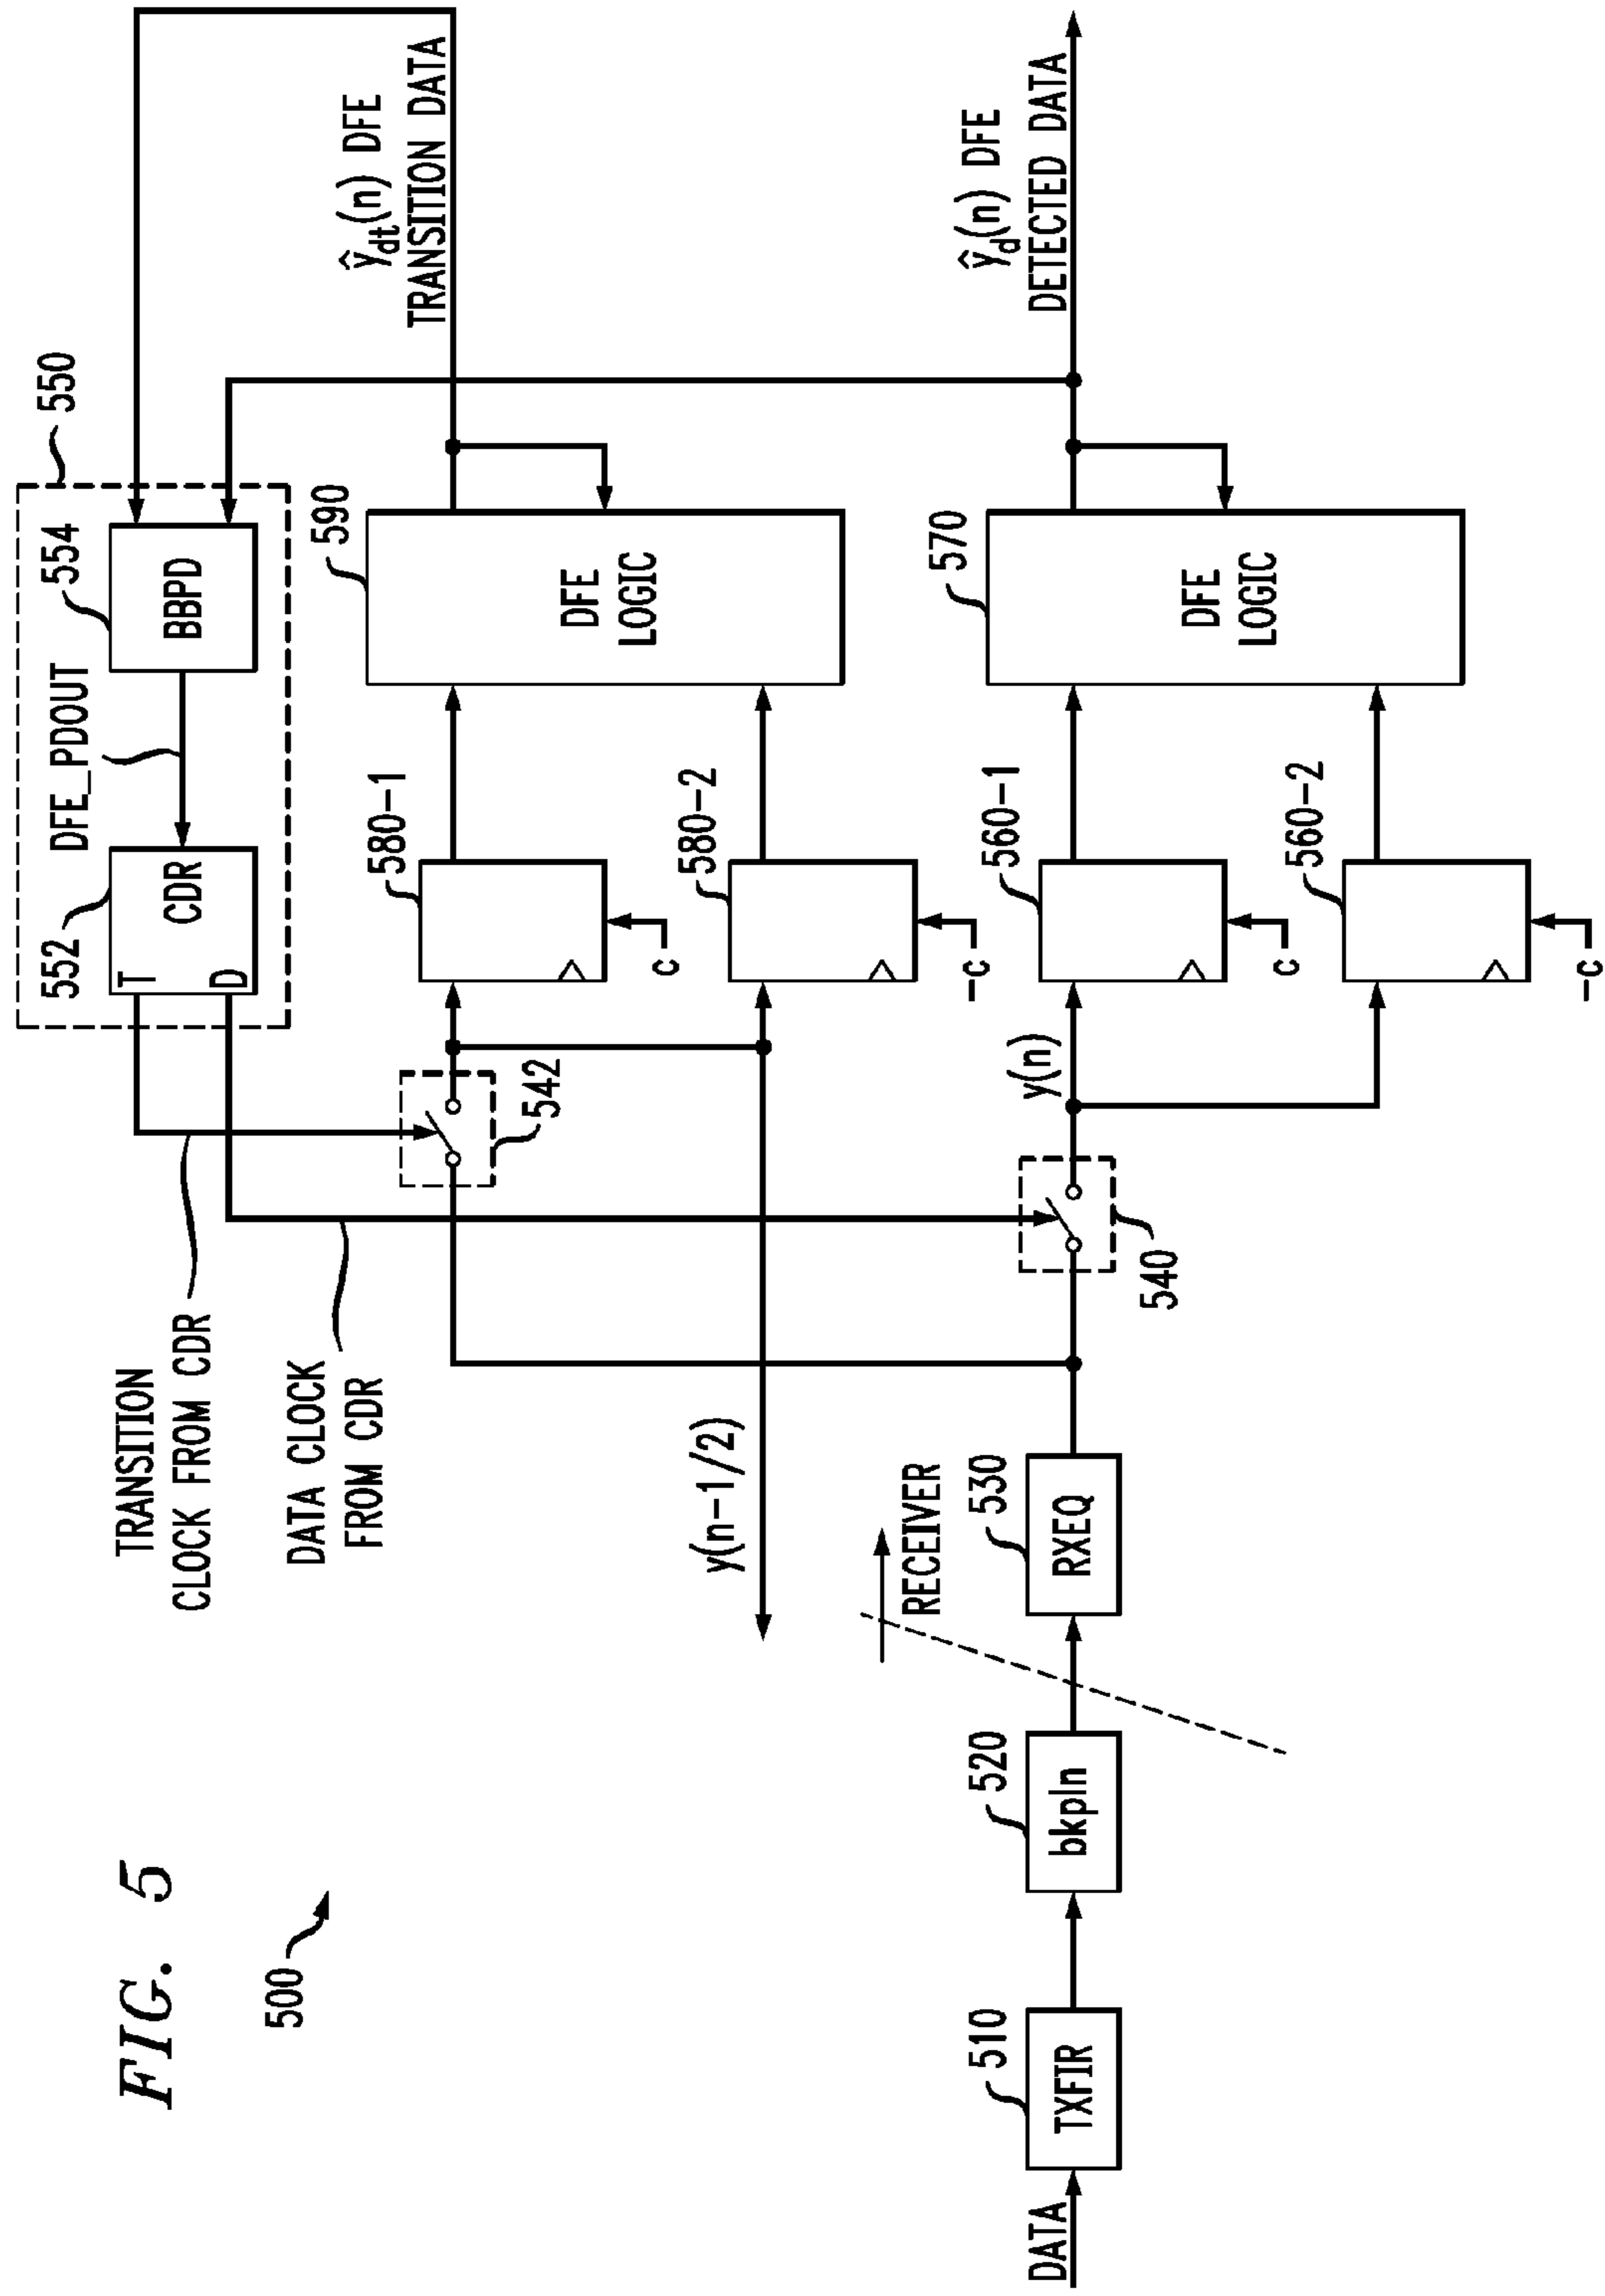 FIG. 5
500
DATA
TXFIR
510
bkpln
520
RECEIVER
RXEQ
530
TRANSITION
CLOCK FROM CDR
DATA CLOCK
FROM CDR
y(n-1/2)
540
542
y(n)
550
552
T
D
CDR
DFE_PDOUT
554
BBPD
580-1
c
580-2
-c
560-1
c
560-2
-c
590
DFE
LOGIC
570
DFE
LOGIC
ŷdt(n) DFE
TRANSITION DATA
ŷd(n) DFE
DETECTED DATA